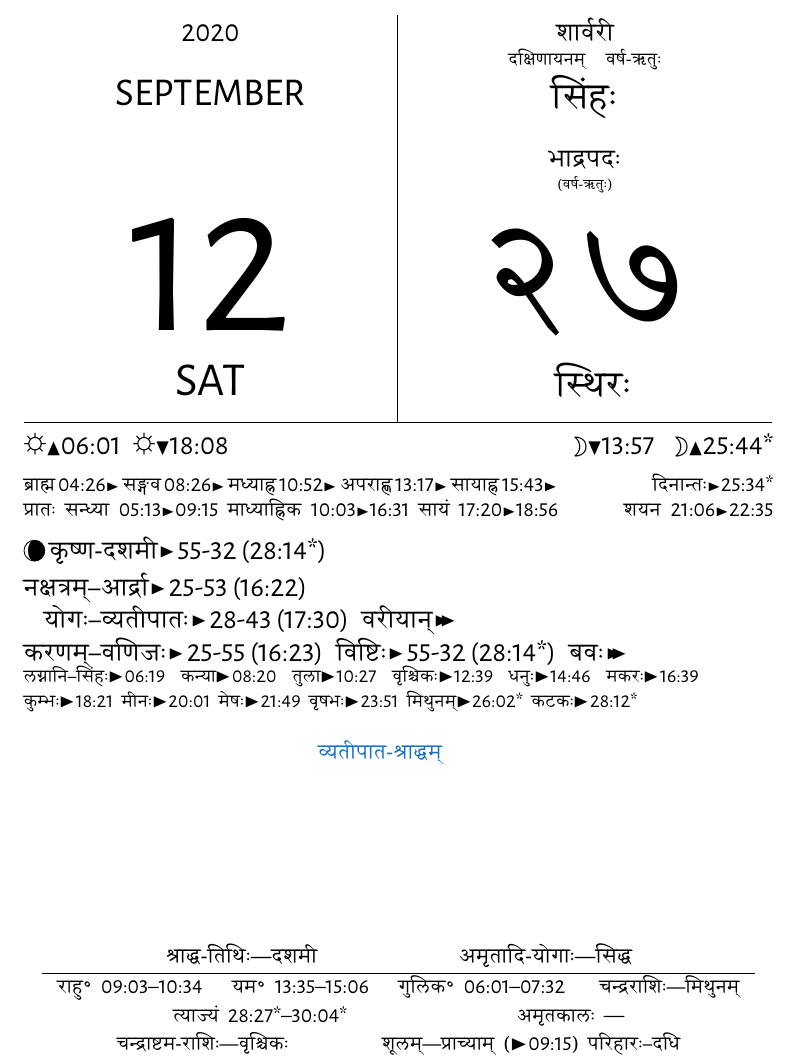 2020
SEPTEMBER
12
SAT
शार्वरी
दक्षिणायनम् वर्ष-ऋतुः
सिंहः
भाद्रपदः
(वर्ष-ऋतुः)
२७
स्थिरः
☼▲06:01 ☼▼18:08 ☽▼13:57 ☽▲25:44*
ब्राह्म 04:26► सङ्गव 08:26► मध्याह्न 10:52► अपराह्ण 13:17► सायाह्न 15:43► दिनान्तः►25:34*
प्रातः सन्ध्या 05:13►09:15 माध्याह्निक 10:03►16:31 सायं 17:20►18:56 शयन 21:06►22:35
कृष्ण-दशमी►55-32 (28:14*)
नक्षत्रम्–आर्द्रा►25-53 (16:22)
योगः–व्यतीपातः►28-43 (17:30) वरीयान्►►
करणम्–वणिजः►25-55 (16:23) विष्टिः►55-32 (28:14*) बवः►►
लग्नानि–सिंहः►06:19 कन्या►08:20 तुला►10:27 वृश्चिकः►12:39 धनुः►14:46 मकरः►16:39
कुम्भः►18:21 मीनः►20:01 मेषः►21:49 वृषभः►23:51 मिथुनम्►26:02* कटकः►28:12*
व्यतीपात-श्राद्धम्
श्राद्ध-तिथिः—दशमी अमृतादि-योगाः—सिद्ध
राहु॰ 09:03–10:34 यम॰ 13:35–15:06 गुलिक॰ 06:01–07:32 चन्द्रराशिः—मिथुनम्
त्याज्यं 28:27*–30:04* अमृतकालः —
चन्द्राष्टम-राशिः—वृश्चिकः शूलम्—प्राच्याम् (►09:15) परिहारः–दधि